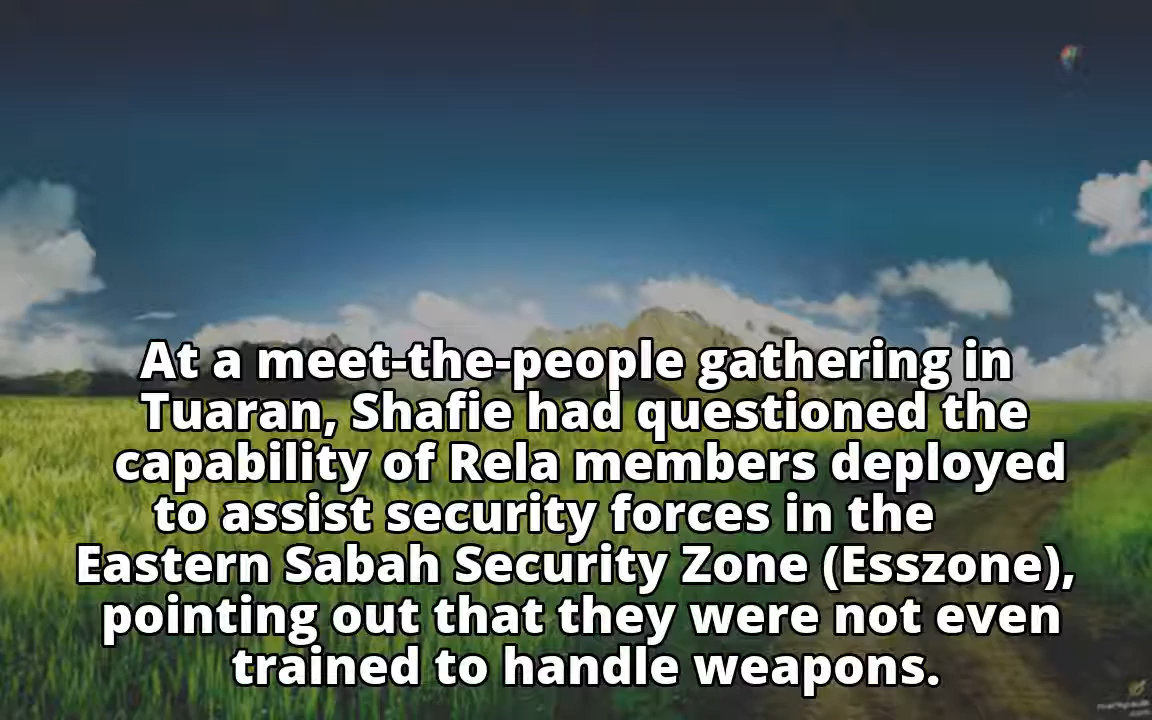 At a meet-the-people gathering in
Tuaran, Shafie had questioned the
capability of Rela members deployed
to assist security forces in the
Eastern Sabah Security Zone (Esszone),
pointing out that they were not even
trained to handle weapons.